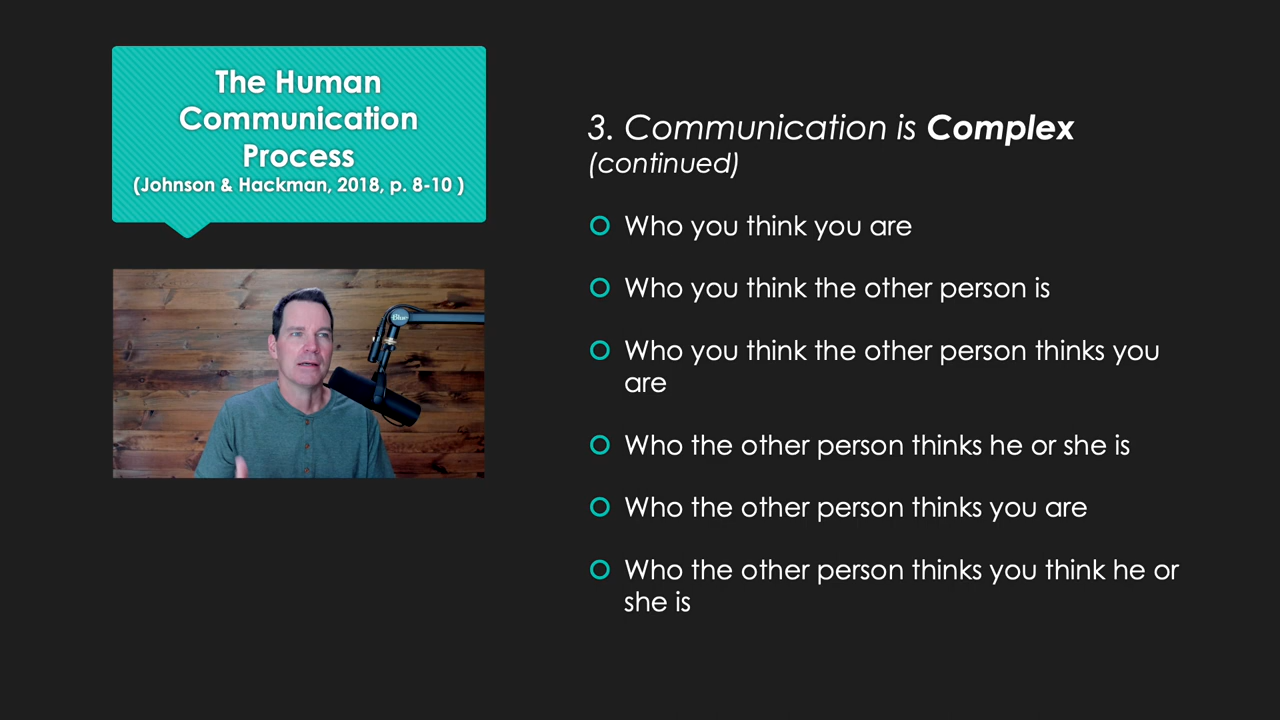 The Human
Communication
Process
(Johnson & Hackman, 2018, p. 8-10 )
Blue
3. Communication is Complex
(continued)
Who you think you are
Who you think the other person is
Who you think the other person thinks you
are
Who the other person thinks he or she is
Who the other person thinks you are
Who the other person thinks you think he or
she is